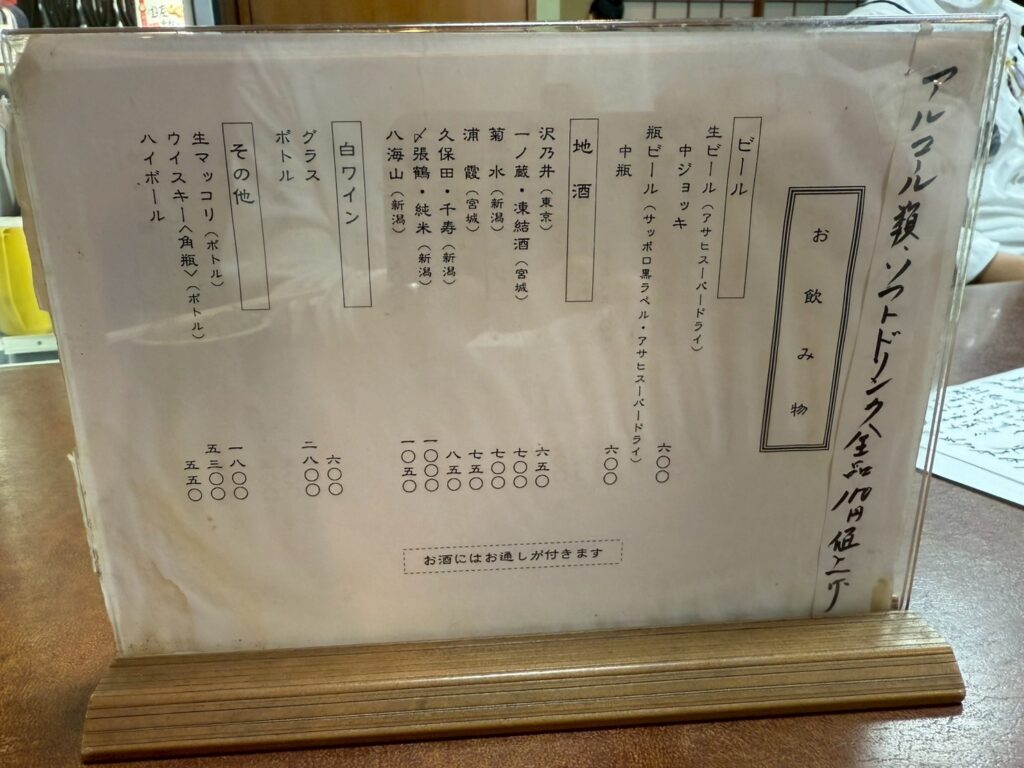 アルコール類、ソフトドリンク全品100円値上げ
お飲み物
ビール
生ビール（アサヒスーパードライ）
中ジョッキ 六〇〇
瓶ビール（サッポロ黒ラベル・アサヒスーパードライ）
中瓶 六〇〇
地酒
沢乃井（東京） 六五〇
一ノ蔵・凍結酒（宮城） 七〇〇
菊水（新潟） 七〇〇
浦霞（宮城） 七五〇
久保田・千寿（新潟） 八五〇
〆張鶴・純米（新潟） 一〇〇〇
八海山（新潟） 一〇五〇
白ワイン
グラス 六〇〇
ボトル 二八〇〇
その他
生マッコリ（ボトル） 一八〇〇
ウイスキー〈角瓶〉（ボトル） 五三〇〇
ハイボール 五五〇
お酒にはお通しが付きます